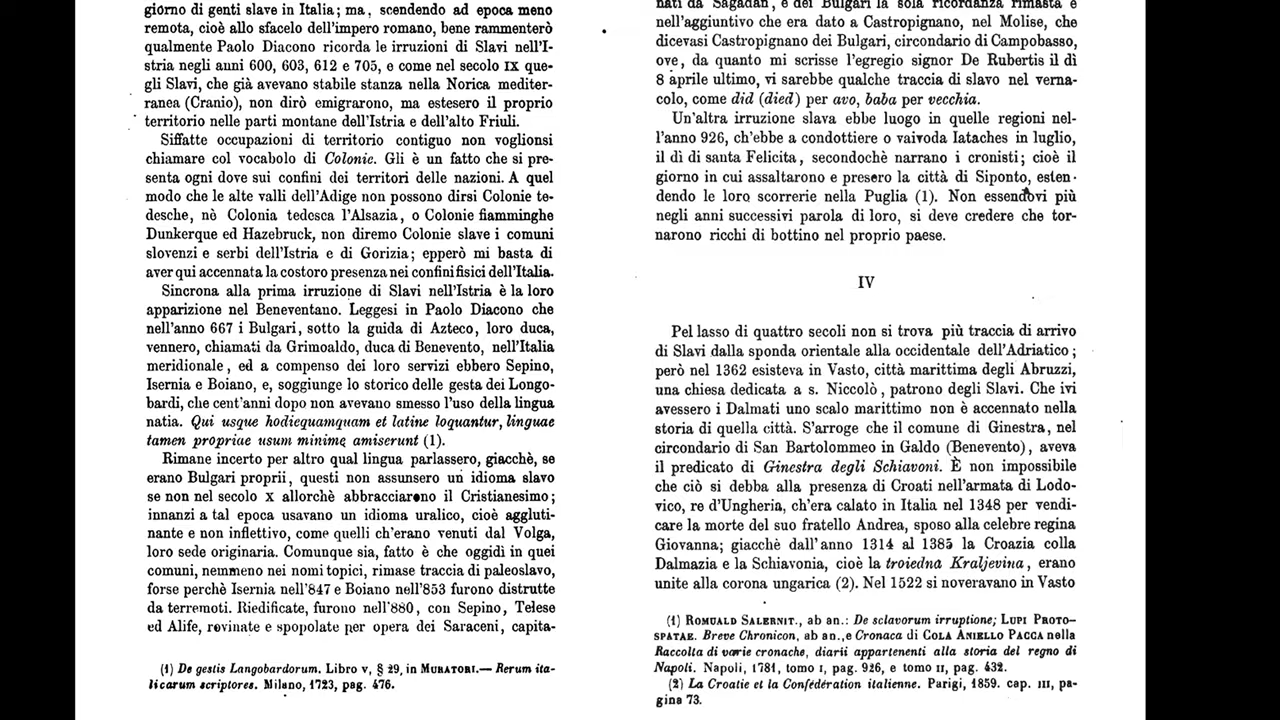 giorno di genti slave in Italia; ma, scendendo ad epoca meno
remota, cioè allo sfacelo dell'impero romano, bene rammenterò
qualmente Paolo Diacono ricorda le irruzioni di Slavi nell'I-
stria negli anni 600, 603, 612 e 705, e come nel secolo IX que-
gli Slavi, che già avevano stabile stanza nella Norica mediter-
ranea (Cranio), non dirò emigrarono, ma estesero il proprio
territorio nelle parti montane dell'Istria e dell'alto Friuli.
Siffatte occupazioni di territorio contiguo non voglionsi
chiamare col vocabolo di Colonie. Gli è un fatto che si pre-
senta ogni dove sui confini dei territori delle nazioni. A quel
modo che le alte valli dell'Adige non possono dirsi Colonie te-
desche, nè Colonia tedesca l'Alsazia, o Colonie fiamminghe
Dunkerque ed Hazebruck, non diremo Colonie slave i comuni
slovenzi e serbi dell'Istria e di Gorizia; epperò mi basta di
aver qui accennata la costoro presenza nei confini fisici dell'Italia.
Sincrona alla prima irruzione di Slavi nell'Istria è la loro
apparizione nel Beneventano. Leggesi in Paolo Diacono che
nell'anno 667 i Bulgari, sotto la guida di Azteco, loro duca,
vennero, chiamati da Grimoaldo, duca di Benevento, nell'Italia
meridionale, ed a compenso dei loro servizi ebbero Sepino,
Isernia e Boiano, e, soggiunge lo storico delle gesta dei Longo-
bardi, che cent'anni dopo non avevano smesso l'uso della lingua
natia. Qui usque hodiequamquam et latine loquantur, linguae
tamen propriae usum minime amiserunt (1).
Rimane incerto per altro qual lingua parlassero, giacchè, se
erano Bulgari proprii, questi non assunsero un idioma slavo
se non nel secolo X allorchè abbracciarono il Cristianesimo;
innanzi a tal epoca usavano un idioma uralico, cioè aggluti-
nante e non inflettivo, come quelli ch'erano venuti dal Volga,
loro sede originaria. Comunque sia, fatto è che oggidì in quei
comuni, nemmeno nei nomi topici, rimase traccia di paleoslavo,
forse perchè Isernia nell'847 e Boiano nell'853 furono distrutte
da terremoti. Riedificate, furono nell'880, con Sepino, Telese
ed Alife, rovinate e spopolate per opera dei Saraceni, capita-
(1) De gestis Langobardorum. Libro V, § 29, in MURATORI.— Rerum ita-
licarum scriptores. Milano, 1723, pag. 476.
nati da Sagadan, e dei Bulgari la sola ricordanza rimasta è
nell'aggiuntivo che era dato a Castropignano, nel Molise, che
dicevasi Castropignano dei Bulgari, circondario di Campobasso,
ove, da quanto mi scrisse l'egregio signor De Rubertis il dì
8 aprile ultimo, vi sarebbe qualche traccia di slavo nel verna-
colo, come did (died) per avo, baba per vecchia.
Un'altra irruzione slava ebbe luogo in quelle regioni nel-
l'anno 926, ch'ebbe a condottiero o vaivoda Iataches in luglio,
il dì di santa Felicita, secondochè narrano i cronisti; cioè il
giorno in cui assaltarono e presero la città di Siponto, esten-
dendo le loro scorrerie nella Puglia (1). Non essendovi più
negli anni successivi parola di loro, si deve credere che tor-
narono ricchi di bottino nel proprio paese.
IV
Pel lasso di quattro secoli non si trova più traccia di arrivo
di Slavi dalla sponda orientale alla occidentale dell'Adriatico;
però nel 1362 esisteva in Vasto, città marittima degli Abruzzi,
una chiesa dedicata a s. Niccolò, patrono degli Slavi. Che ivi
avessero i Dalmati uno scalo marittimo non è accennato nella
storia di quella città. S'arroge che il comune di Ginestra, nel
circondario di San Bartolommeo in Galdo (Benevento), aveva
il predicato di Ginestra degli Schiavoni. È non impossibile
che ciò si debba alla presenza di Croati nell'armata di Lodo-
vico, re d'Ungheria, ch'era calato in Italia nel 1348 per vendi-
care la morte del suo fratello Andrea, sposo alla celebre regina
Giovanna; giacchè dall'anno 1314 al 1385 la Croazia colla
Dalmazia e la Schiavonia, cioè la troiedna Kraljevina, erano
unite alla corona ungarica (2). Nel 1522 si noveravano in Vasto
(1) ROMUALD SALERNIT., ab an.: De sclavorum irruptione; LUPI PROTO-
SPATAE. Breve Chronicon, ab an., e Cronaca di COLA ANIELLO PACCA nella
Raccolta di varie cronache, diarii appartenenti alla storia del regno di
Napoli. Napoli, 1781, tomo I, pag. 926, e tomo II, pag. 432.
(2) La Croatie et la Confédération italienne. Parigi, 1859. cap. III, pa-
gina 73.